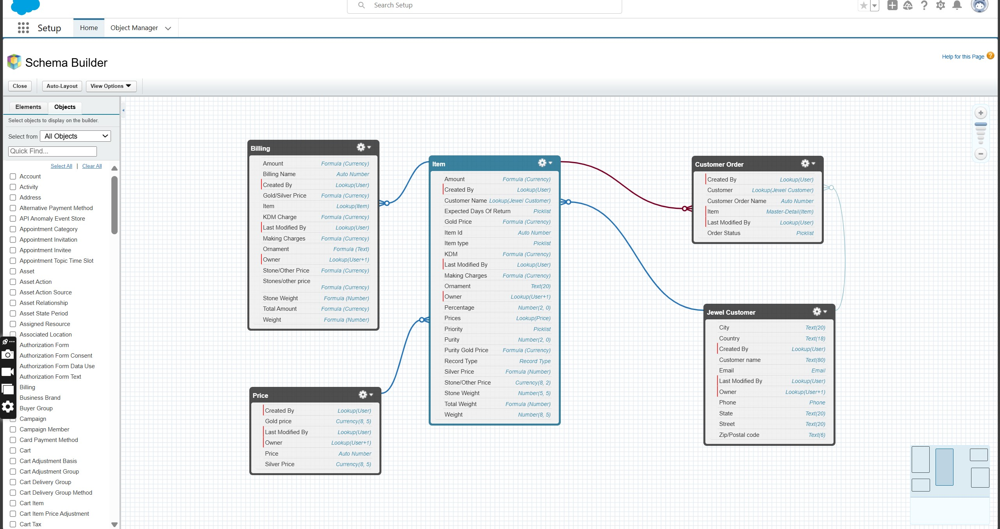 Search Setup
Setup
Home
Object Manager
Schema Builder
Help for this Page
Close
Auto-Layout
View Options
Elements
Objects
Select objects to display on the builder.
Select from All Objects
Quick Find...
Select All | Clear All
Account
Activity
Address
Alternative Payment Method
API Anomaly Event Store
Appointment Category
Appointment Invitation
Appointment Invitee
Appointment Topic Time Slot
Asset
Asset Action
Asset Action Source
Asset Relationship
Asset State Period
Assigned Resource
Associated Location
Authorization Form
Authorization Form Consent
Authorization Form Data Use
Authorization Form Text
Billing
Business Brand
Buyer Group
Campaign
Campaign Member
Card Payment Method
Cart
Cart Adjustment Basis
Cart Adjustment Group
Cart Delivery Group
Cart Delivery Group Method
Cart Item
Cart Item Price Adjustment
Cart Tax
Billing
Amount Formula (Currency)
Billing Name Auto Number
Created By Lookup(User)
Gold/Silver Price Formula (Currency)
Item Lookup(Item)
KDM Charge Formula (Currency)
Last Modified By Lookup(User)
Making Charges Formula (Currency)
Ornament Formula (Text)
Owner Lookup(User+1)
Stone/Other Price Formula (Currency)
Stones/other price
Formula (Currency)
Stone Weight Formula (Number)
Total Amount Formula (Currency)
Weight Formula (Number)
Price
Created By Lookup(User)
Gold price Currency(8, 5)
Last Modified By Lookup(User)
Owner Lookup(User+1)
Price Auto Number
Silver Price Currency(8, 5)
Item
Amount Formula (Currency)
Created By Lookup(User)
Customer Name Lookup(Jewel Customer)
Expected Days Of Return Picklist
Gold Price Formula (Currency)
Item Id Auto Number
Item type Picklist
KDM Formula (Currency)
Last Modified By Lookup(User)
Making Charges Formula (Currency)
Ornament Text(20)
Owner Lookup(User+1)
Percentage Number(2, 0)
Prices Lookup(Price)
Priority Picklist
Purity Number(2, 0)
Purity Gold Price Formula (Currency)
Record Type Record Type
Silver Price Formula (Number)
Stone/Other Price Currency(8, 2)
Stone Weight Number(5, 5)
Total Weight Formula (Number)
Weight Number(8, 5)
Customer Order
Created By Lookup(User)
Customer Lookup(Jewel Customer)
Customer Order Name Auto Number
Item Master-Detail(Item)
Last Modified By Lookup(User)
Order Status Picklist
Jewel Customer
City Text(20)
Country Text(18)
Created By Lookup(User)
Customer name Text(80)
Email Email
Last Modified By Lookup(User)
Owner Lookup(User+1)
Phone Phone
State Text(20)
Street Text(20)
Zip/Postal code Text(6)